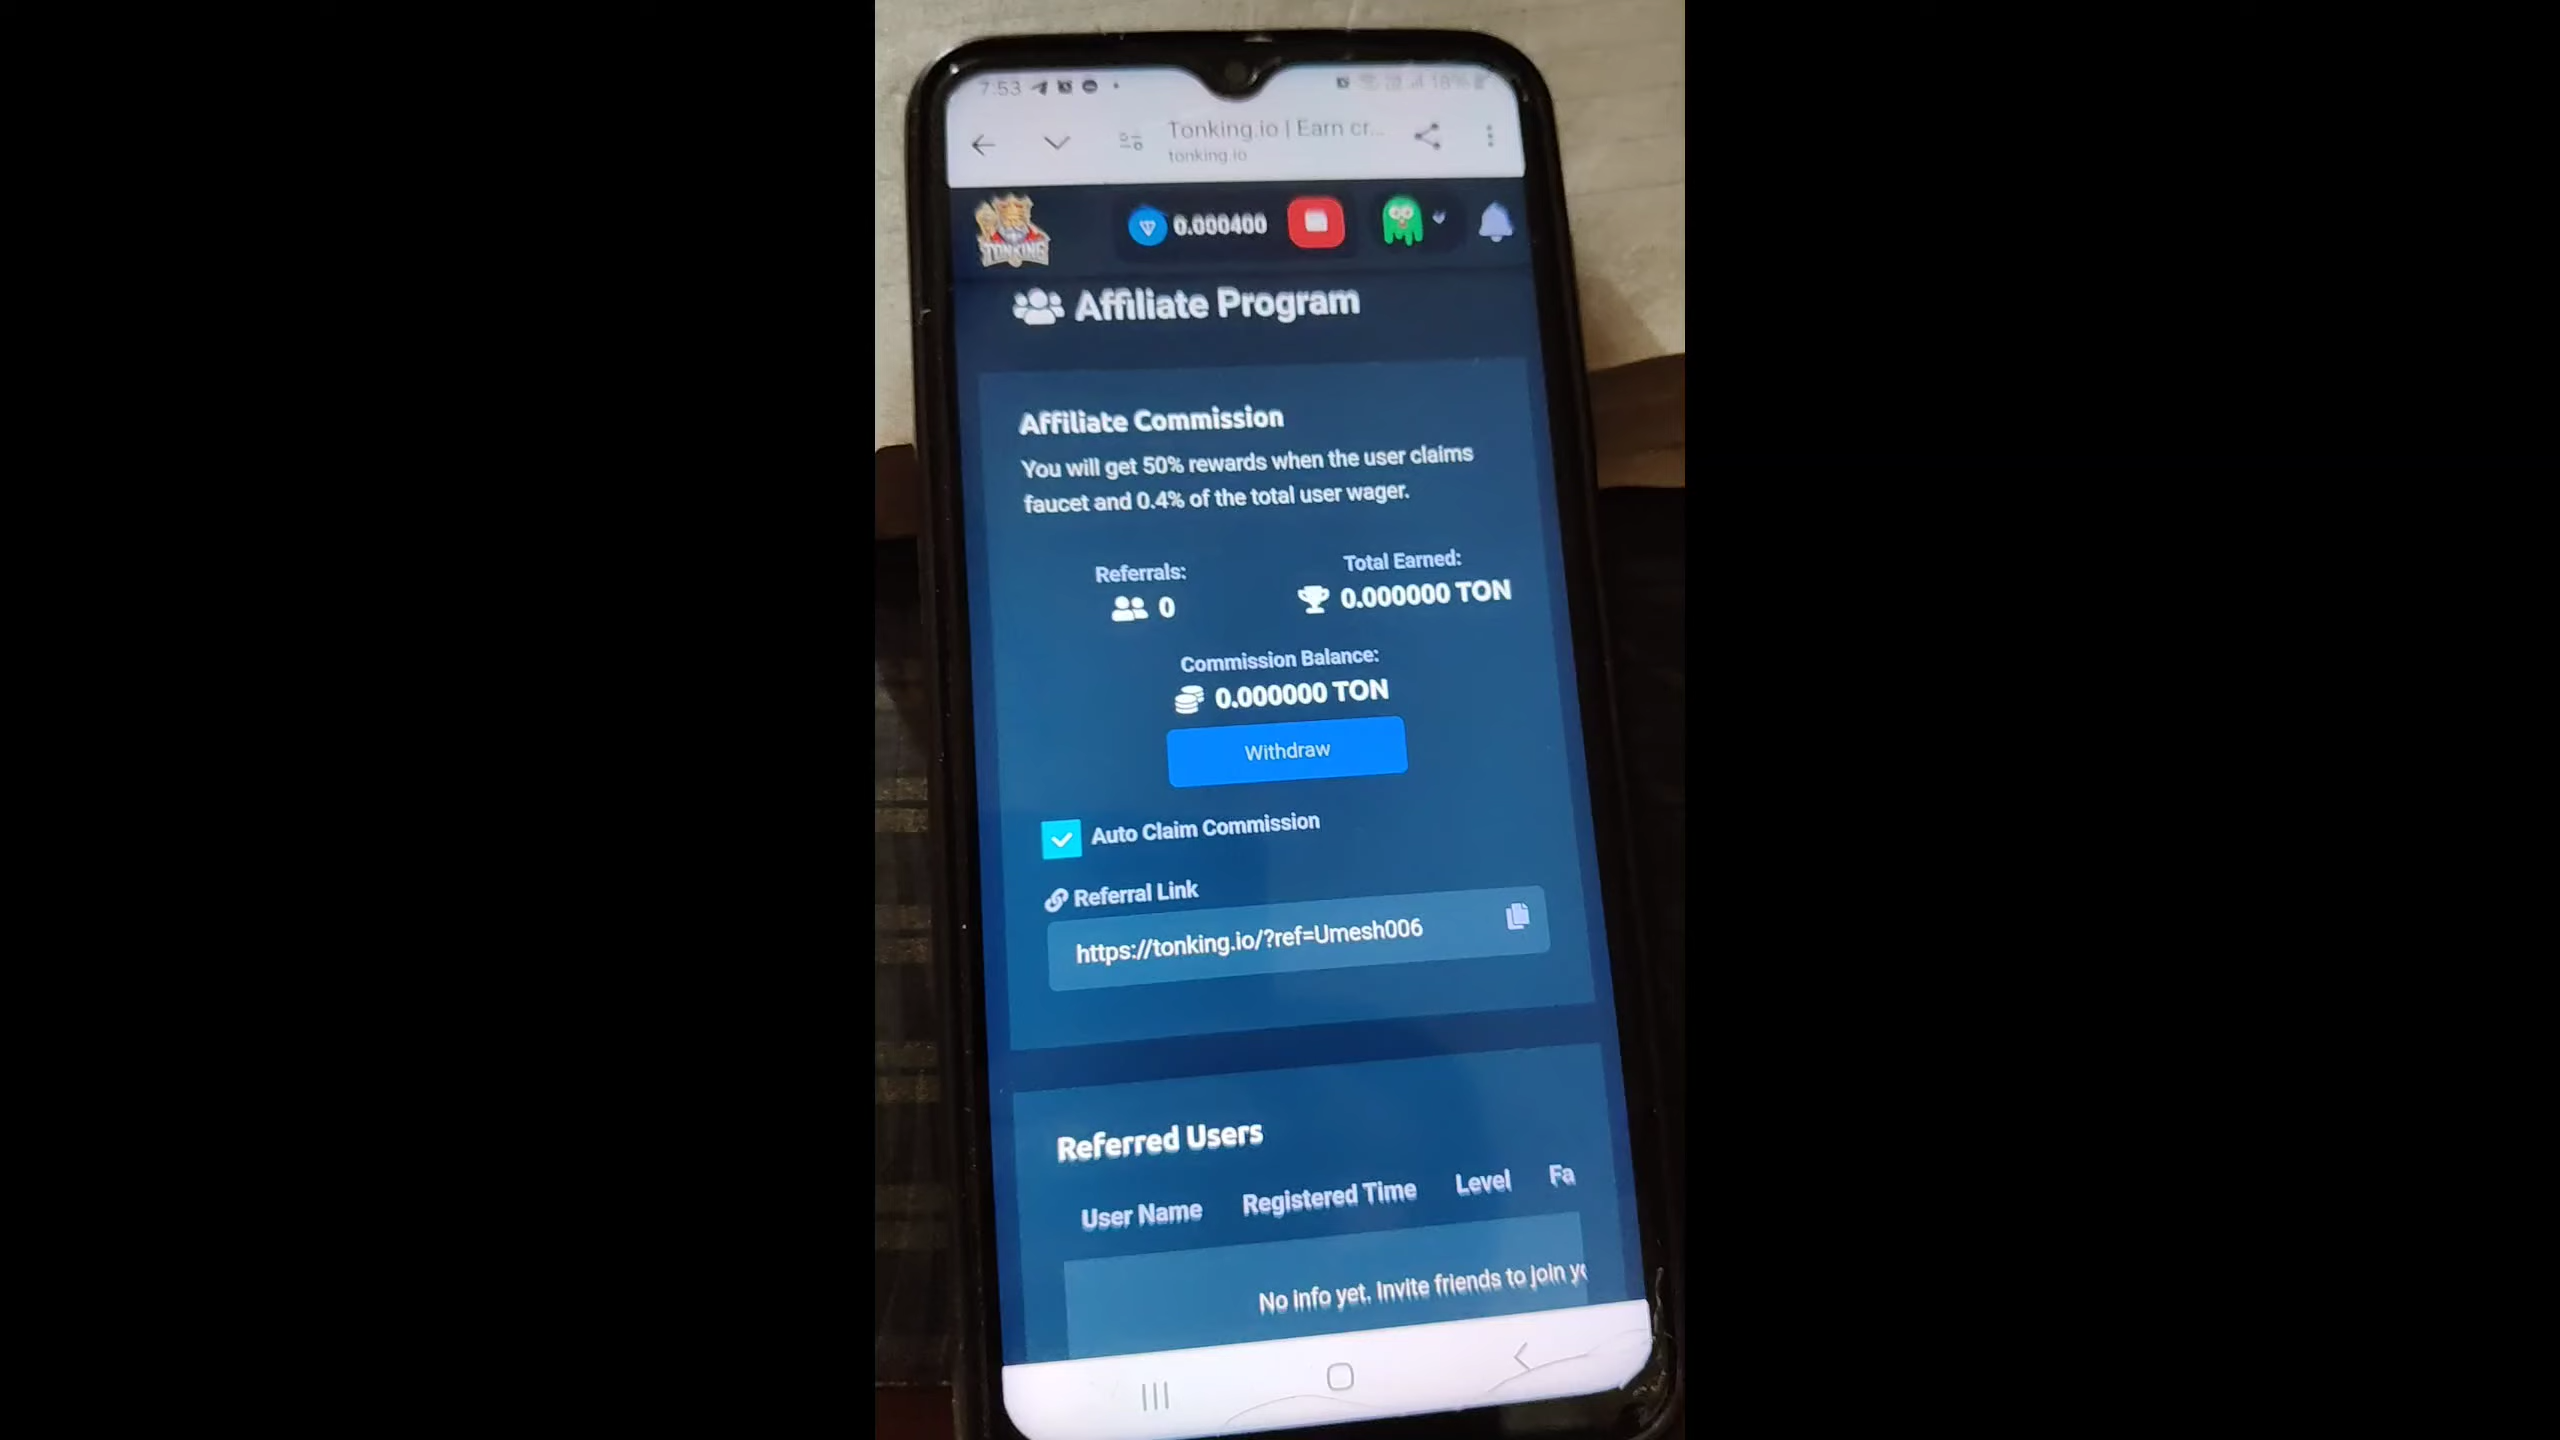 7:53
18%
Tonking.io | Earn cr...
tonking.io
TONKING
0.000400
Affiliate Program
Affiliate Commission
You will get 50% rewards when the user claims
faucet and 0.4% of the total user wager.
Referrals:
0
Total Earned:
0.000000 TON
Commission Balance:
0.000000 TON
Withdraw
Auto Claim Commission
Referral Link
https://tonking.io/?ref=Umesh006
Referred Users
User Name Registered Time Level Fa
No info yet. Invite friends to join yo